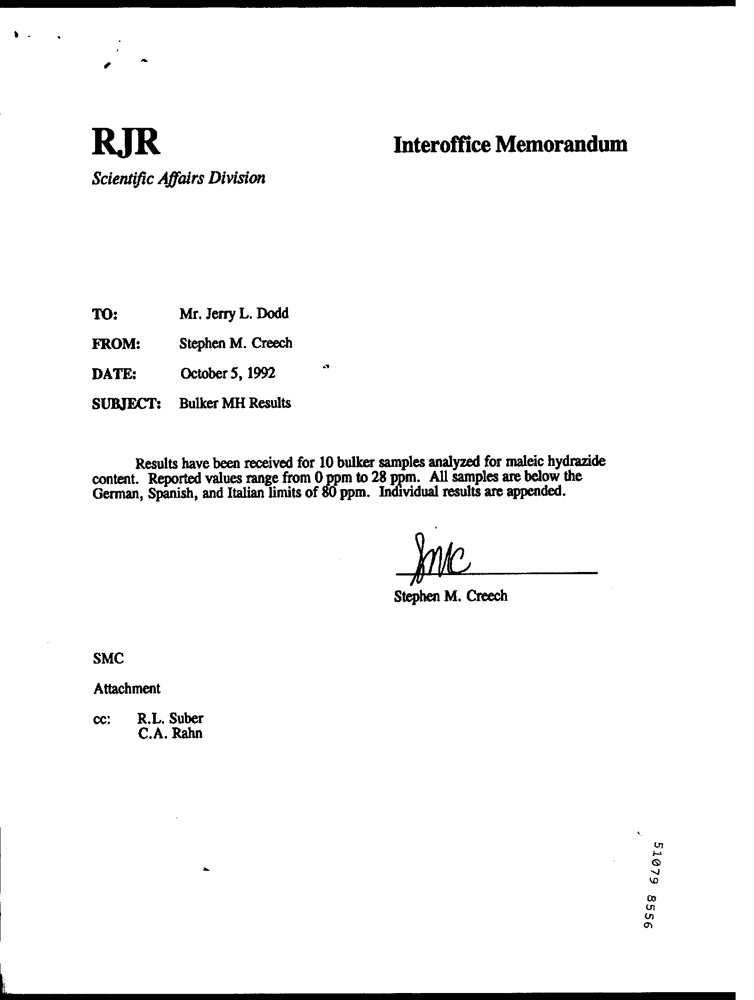 RJR
Interoffice Memorandum
Scientific Affairs Division
TO: Mr. Jerry L. Dodd
FROM: Stephen M. Creech
DATE: October 5, 1992
SUBJECT: Bulker MH Results
Results have been received for 10 bulker samples analyzed for maleic hydrazide
content. Reported values range from 0 ppm to 28 ppm. All samples are below the
German, Spanish, and Italian limits of 80 ppm. Individual results are appended.
SMC
Stephen M. Creech
SMC
Attachment
cc: R.L. Suber
C.A. Rahn
51079 8556